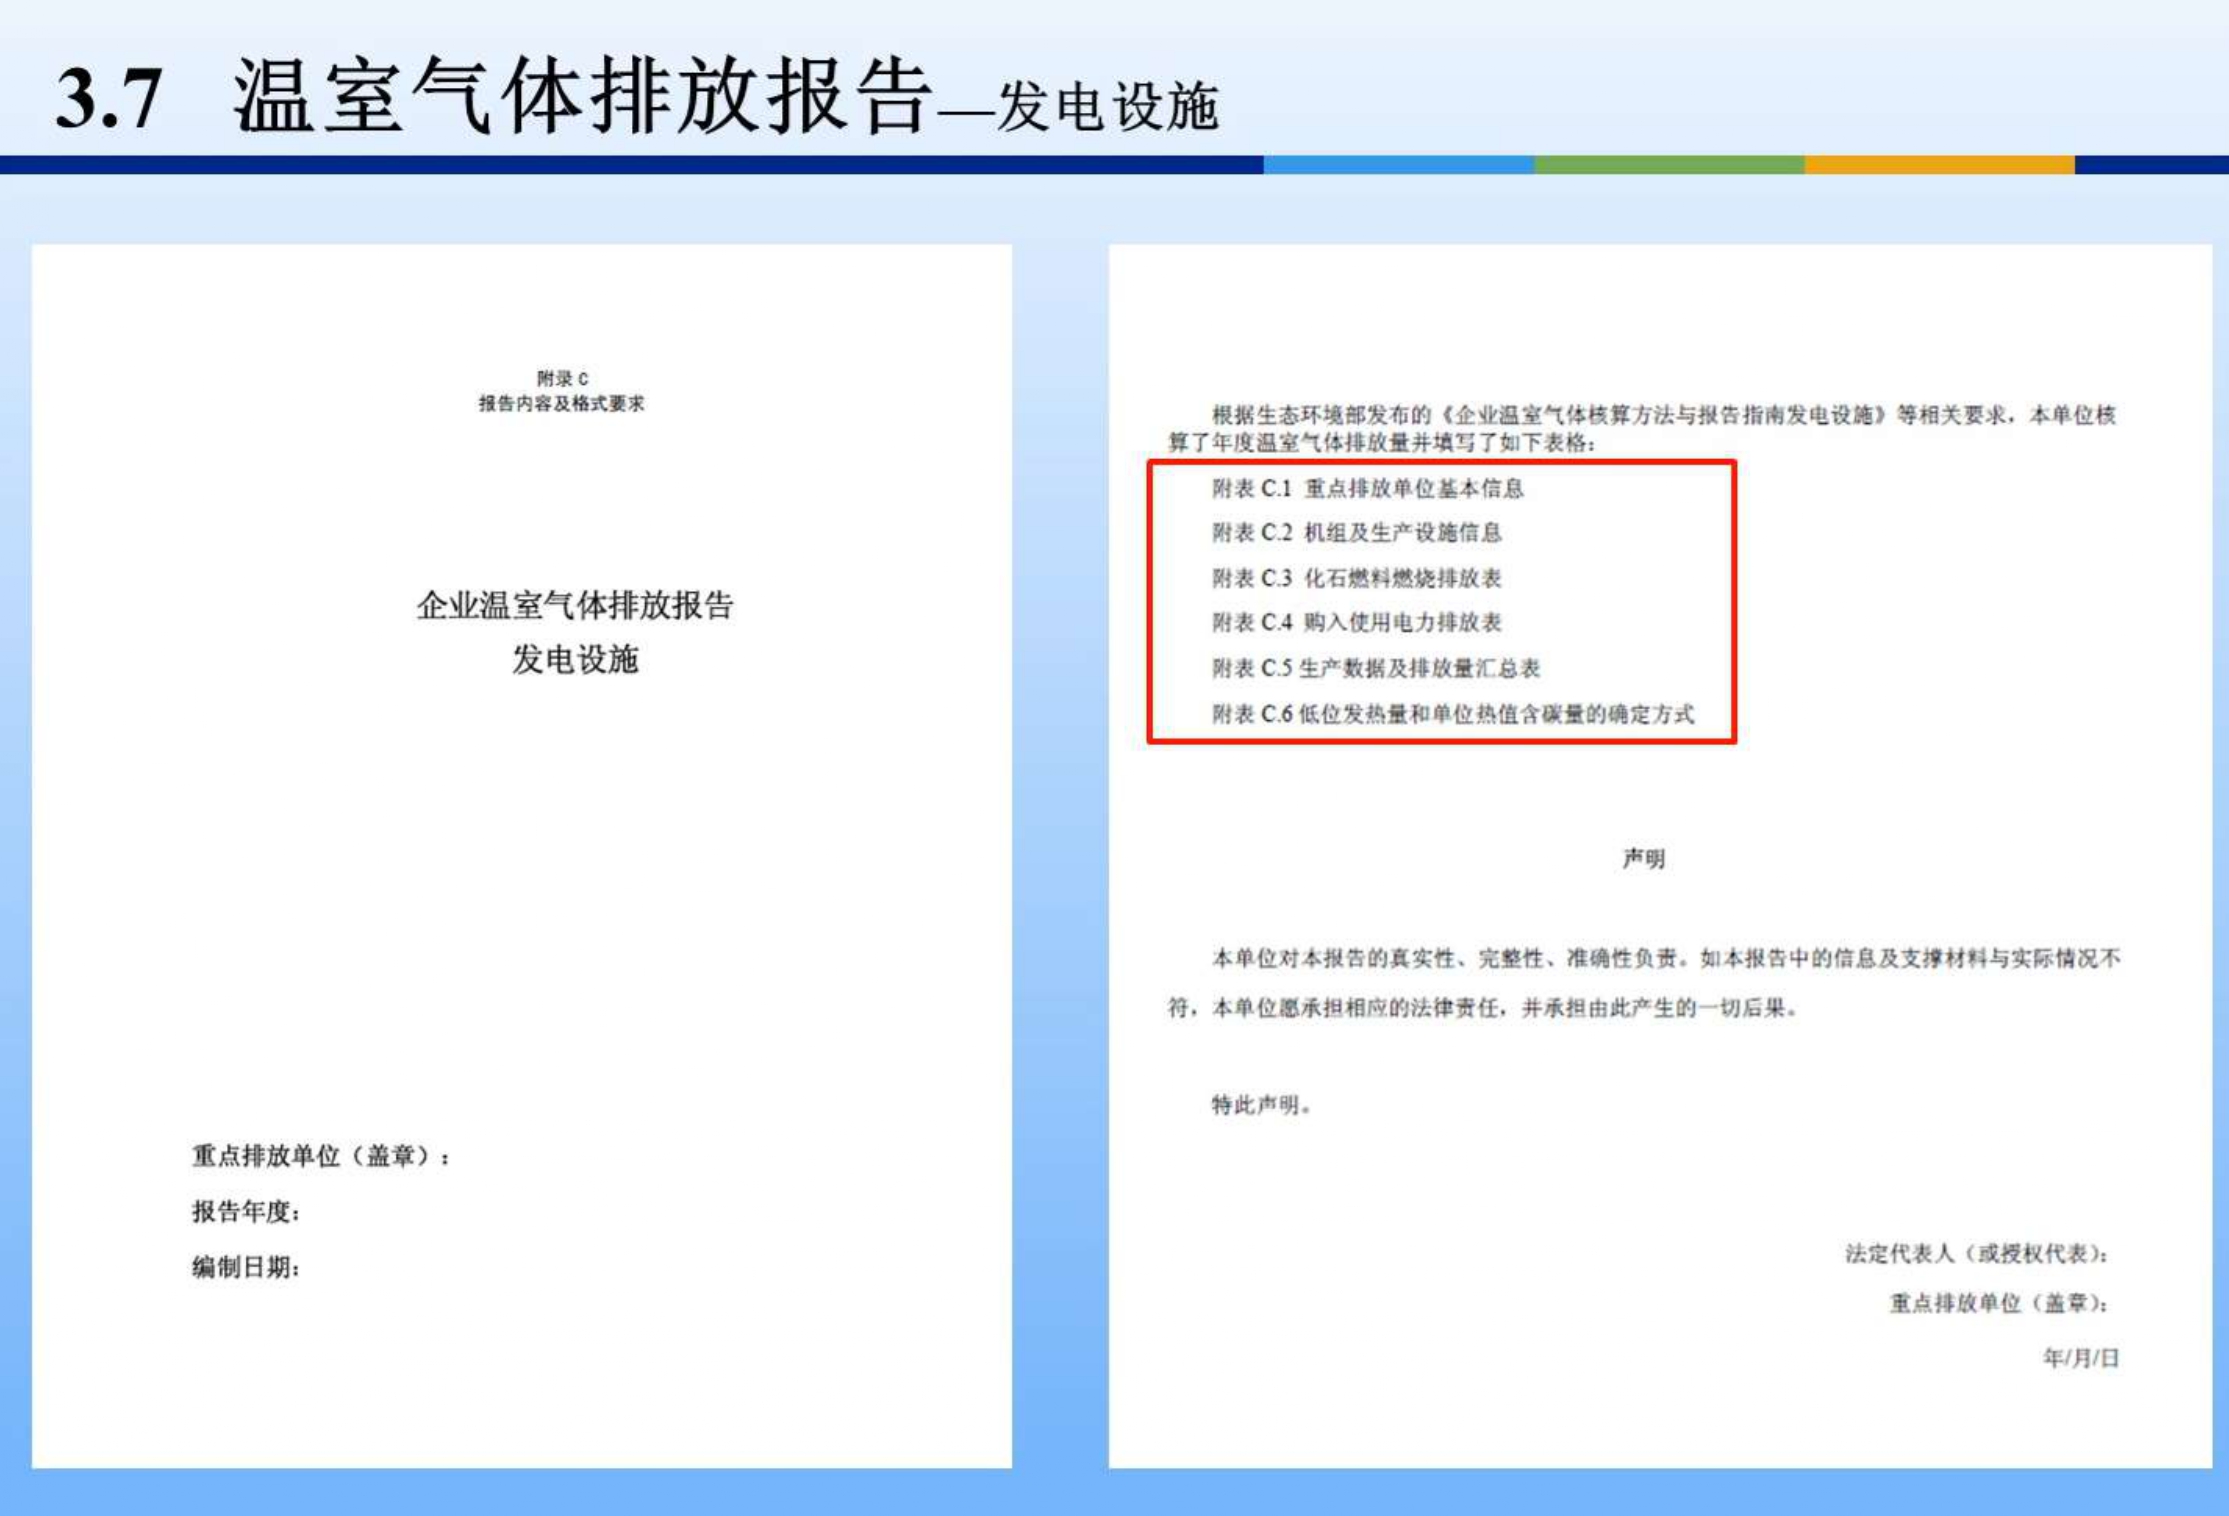 3.7 温室气体排放报告—发电设施
附录 C
报告内容及格式要求
企业温室气体排放报告
发电设施
重点排放单位（盖章）：
报告年度：
编制日期：
根据生态环境部发布的《企业温室气体核算方法与报告指南发电设施》等相关要求，本单位核
算了年度温室气体排放量并填写了如下表格：
附表 C.1 重点排放单位基本信息
附表 C.2 机组及生产设施信息
附表 C.3 化石燃料燃烧排放表
附表 C.4 购入使用电力排放表
附表 C.5 生产数据及排放量汇总表
附表 C.6 低位发热量和单位热值含碳量的确定方式
声明
本单位对本报告的真实性、完整性、准确性负责。如本报告中的信息及支撑材料与实际情况不
符，本单位愿承担相应的法律责任，并承担由此产生的一切后果。
特此声明。
法定代表人（或授权代表）：
重点排放单位（盖章）：
年/月/日